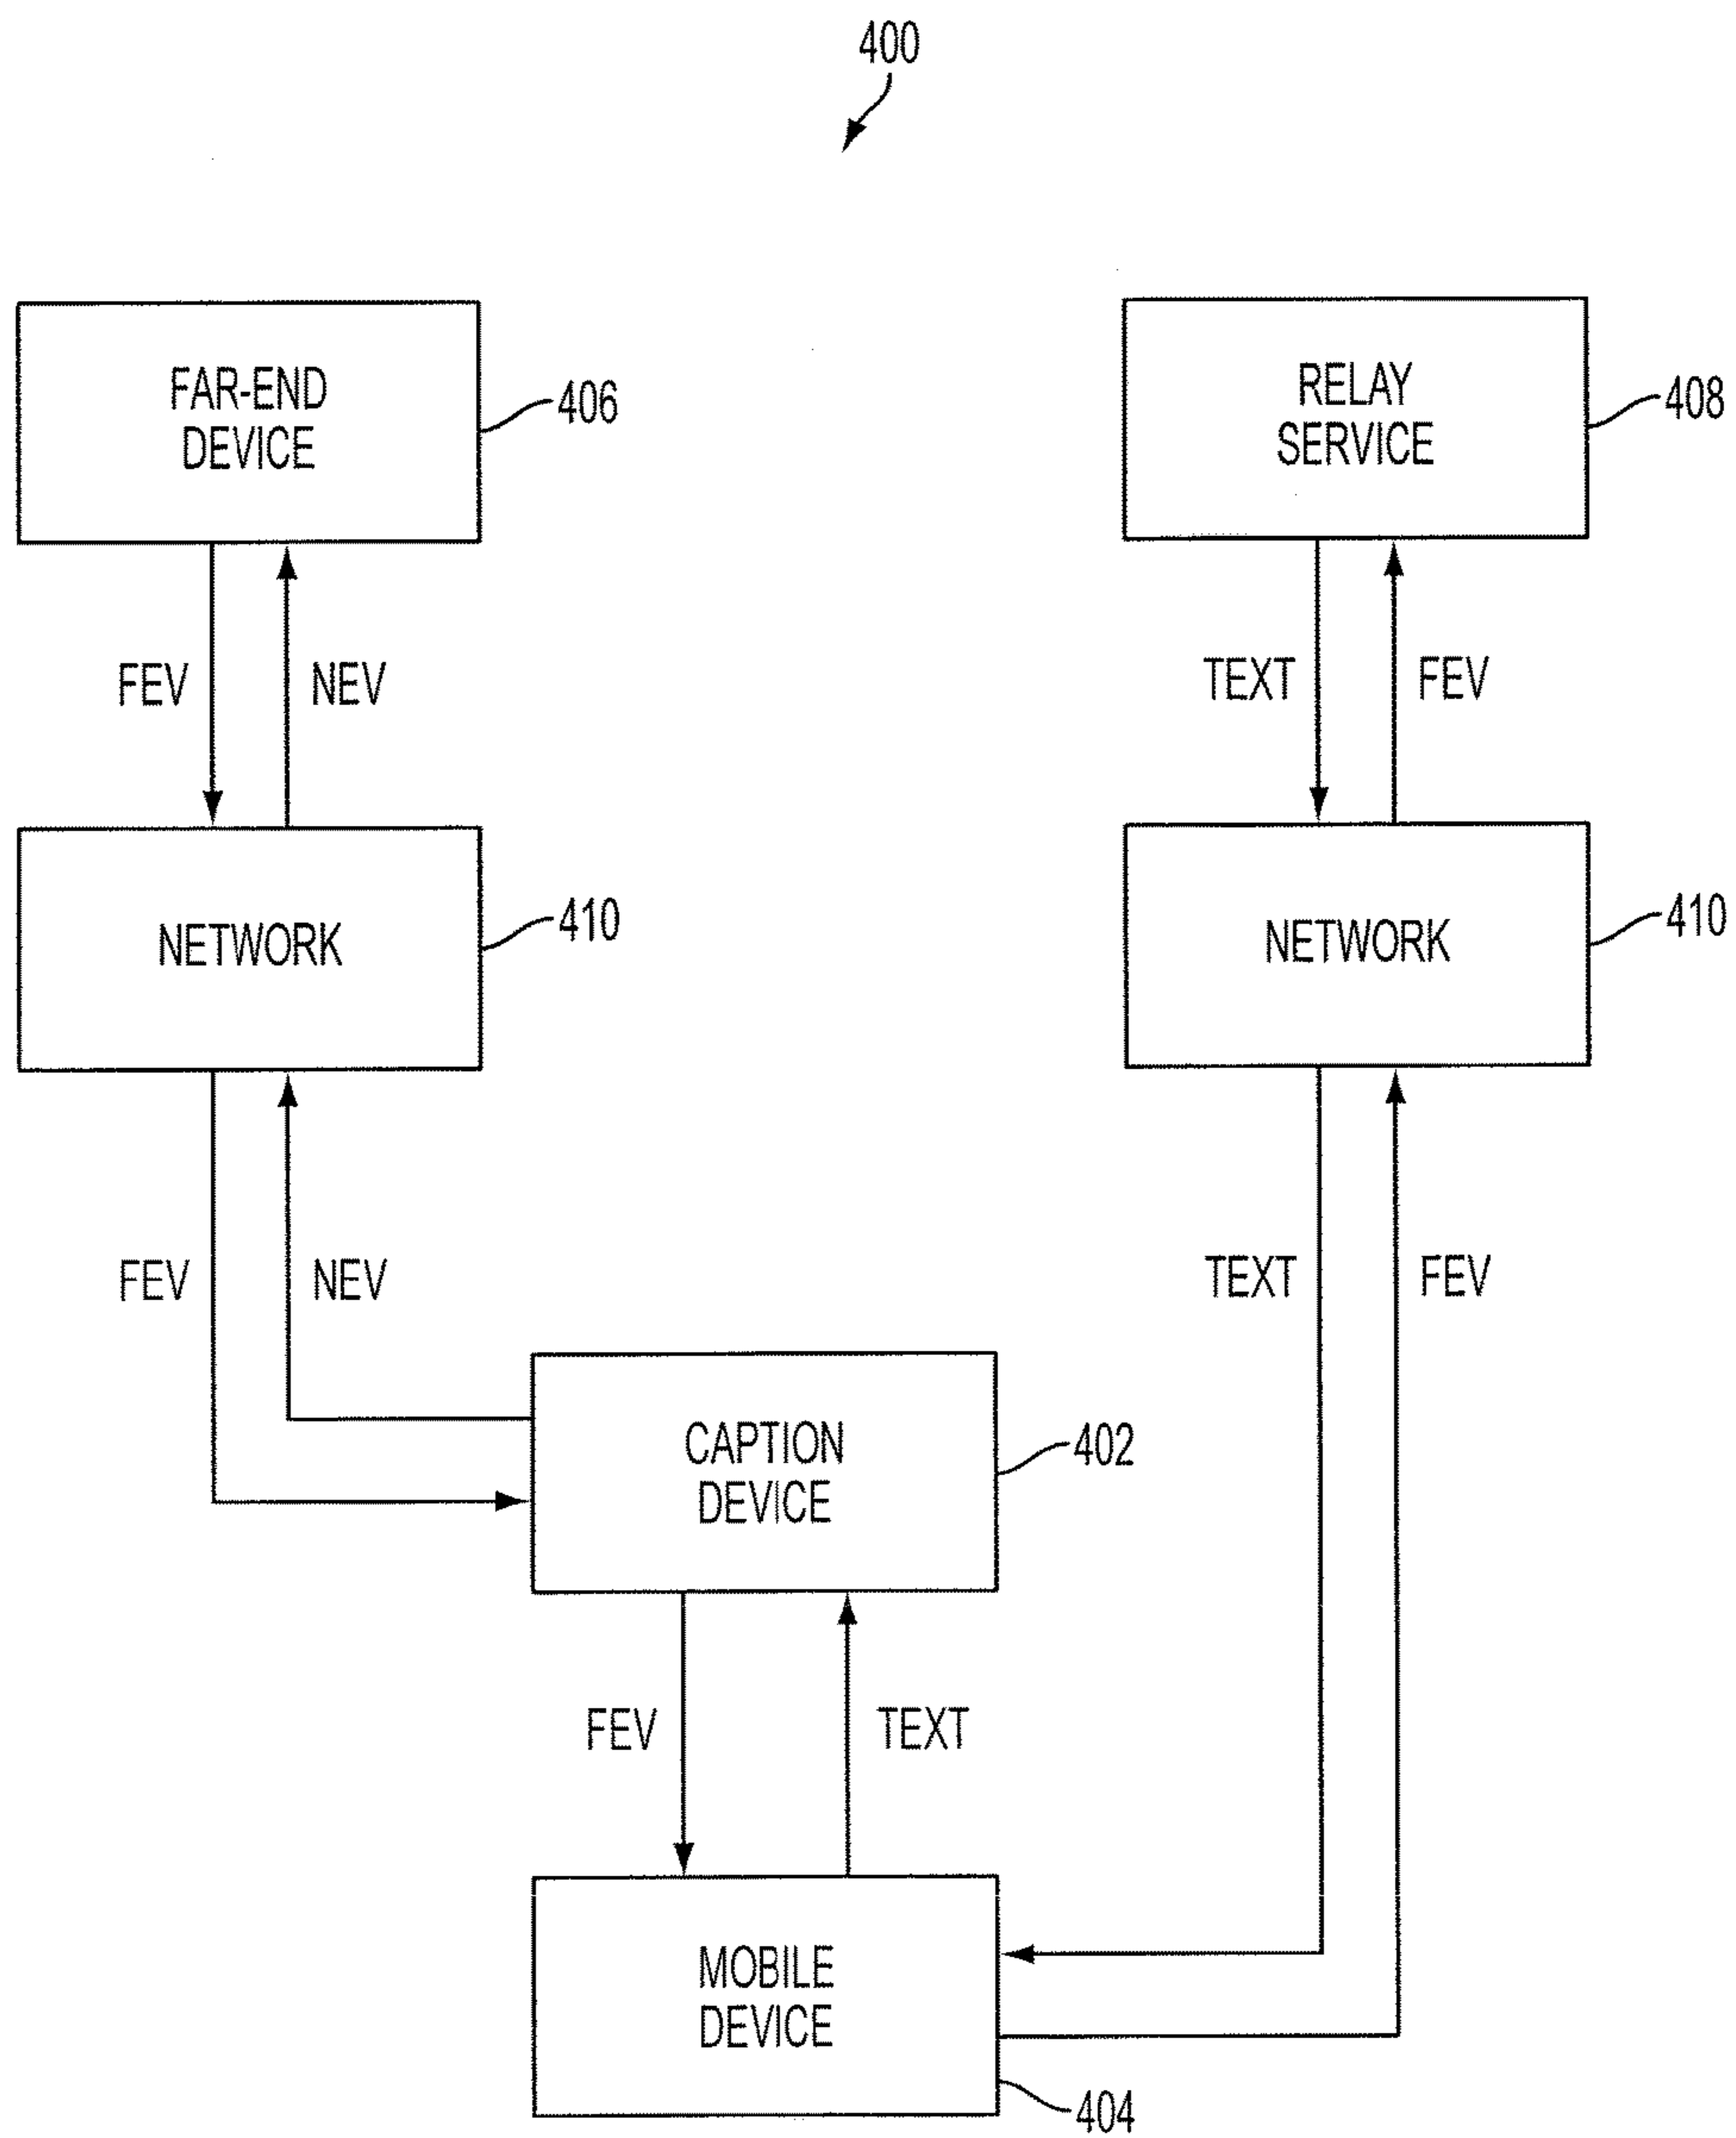 400
FAR-END
DEVICE
406
RELAY
SERVICE
408
FEV
NEV
TEXT
FEV
NETWORK
410
NETWORK
410
FEV
NEV
TEXT
FEV
CAPTION
DEVICE
402
FEV
TEXT
MOBILE
DEVICE
404